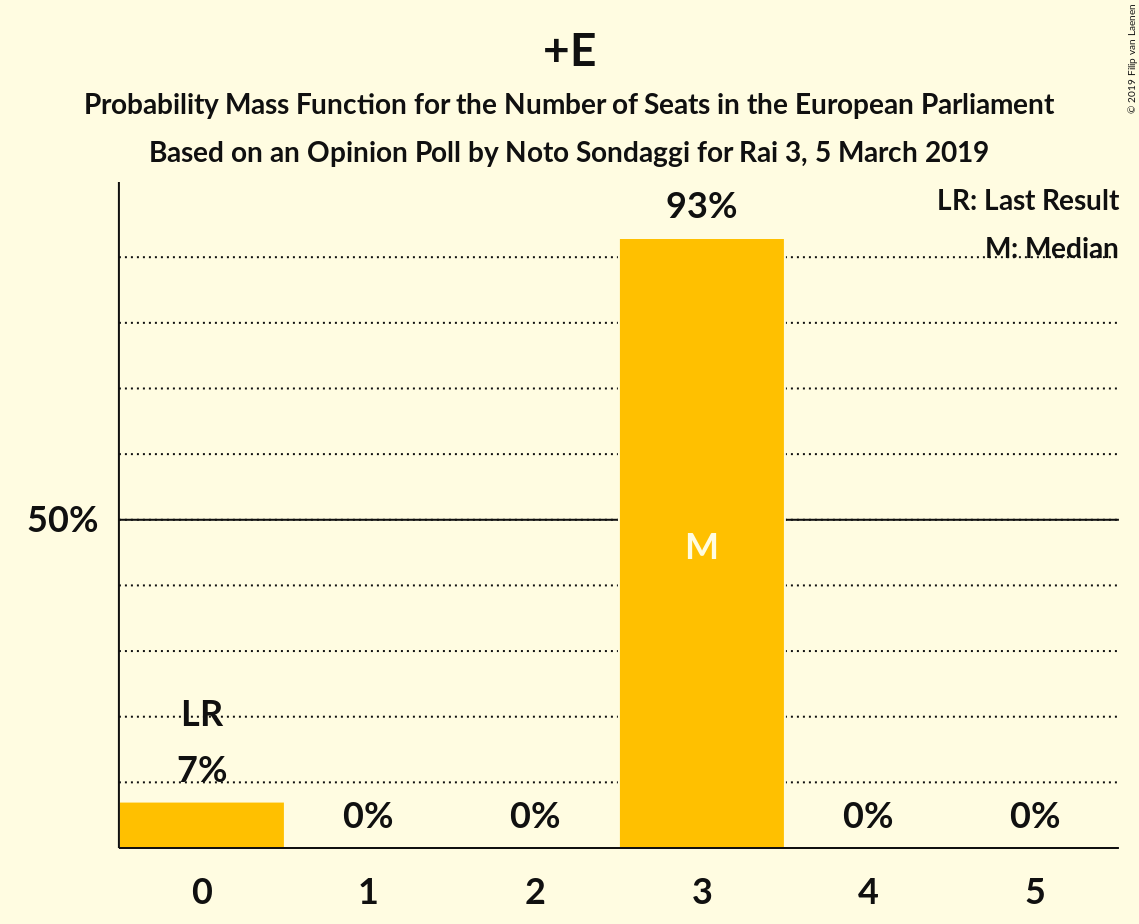 +E
Probability Mass Function for the Number of Seats in the European Parliament
Based on an Opinion Poll by Noto Sondaggi for Rai 3, 5 March 2019
© 2019 Filip van Laenen
LR: Last Result
M: Median
93%
50%
M
LR
7%
0%
0%
0%
0%
0 1 2 3 4 5